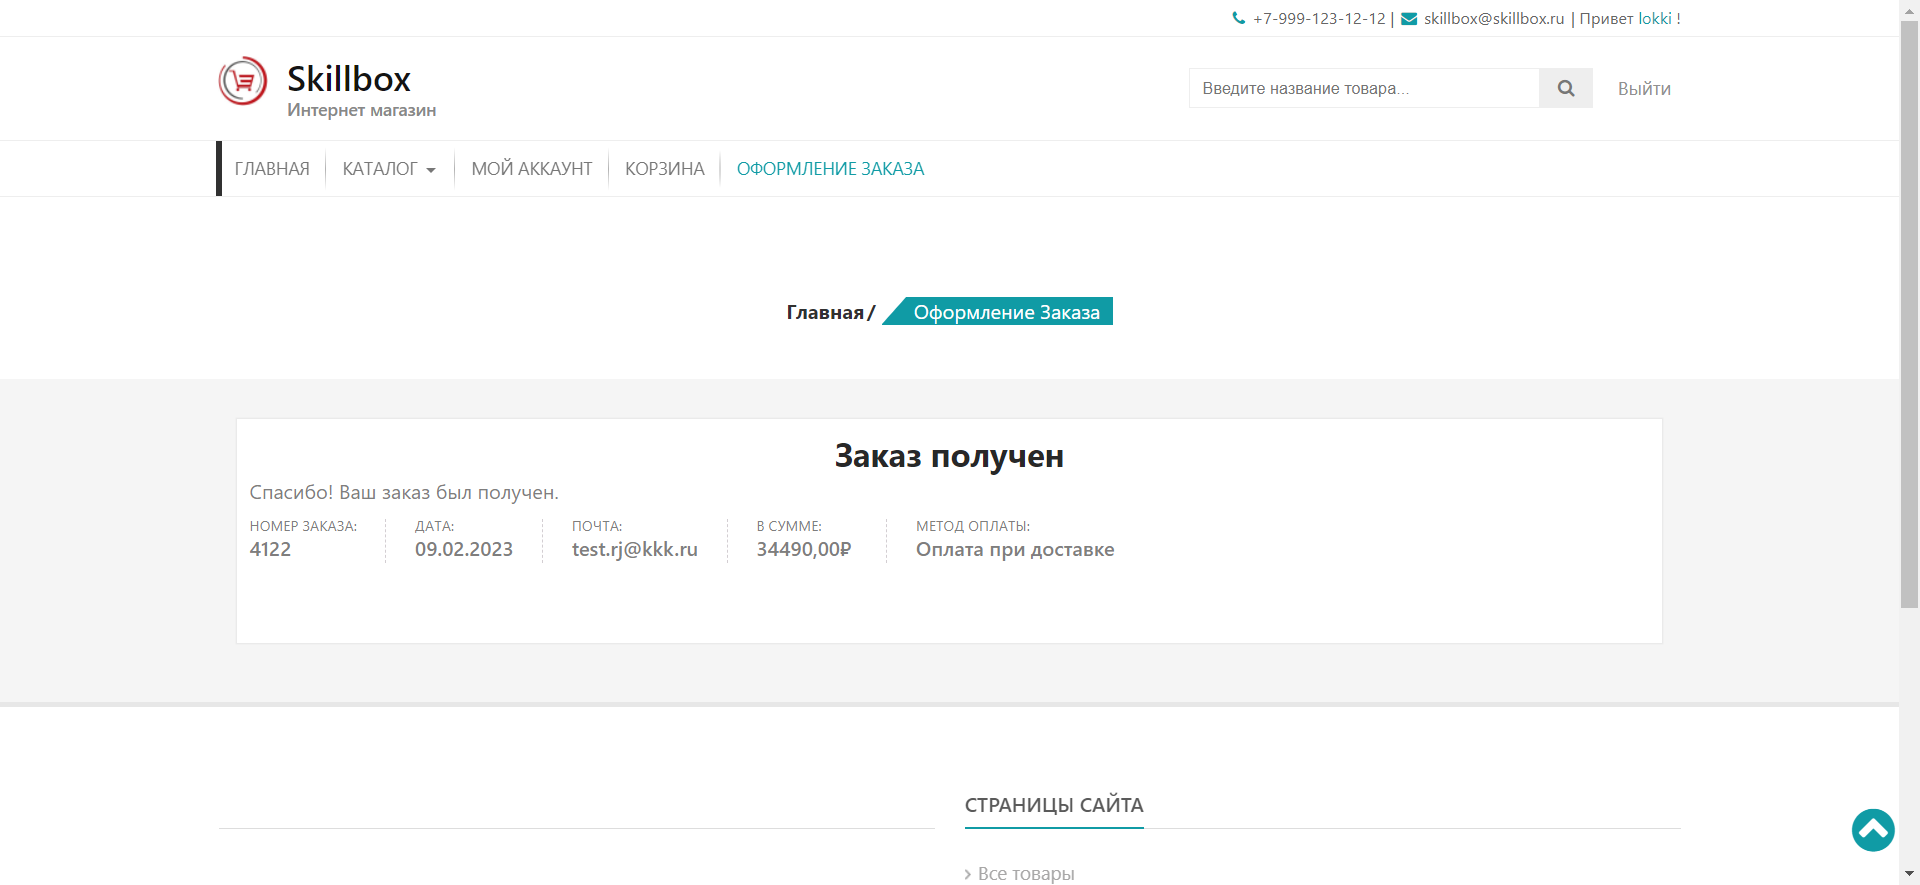 +7-999-123-12-12 | skillbox@skillbox.ru | Привет lokki !
Skillbox
Интернет магазин
Введите название товара...
Выйти
ГЛАВНАЯ КАТАЛОГ МОЙ АККАУНТ КОРЗИНА ОФОРМЛЕНИЕ ЗАКАЗА
Главная / Оформление Заказа
Заказ получен
Спасибо! Ваш заказ был получен.
НОМЕР ЗАКАЗА: ДАТА: ПОЧТА: В СУММЕ: МЕТОД ОПЛАТЫ:
4122 09.02.2023 test.rj@kkk.ru 34490,00₽ Оплата при доставке
СТРАНИЦЫ САЙТА
Все товары